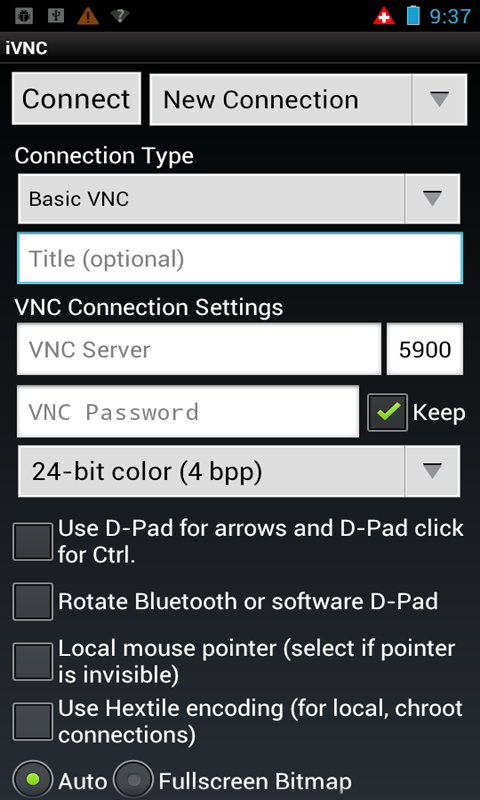 9:37
iVNC
Connect
New Connection
Connection Type
Basic VNC
Title (optional)
VNC Connection Settings
VNC Server
5900
VNC Password
Keep
24-bit color (4 bpp)
Use D-Pad for arrows and D-Pad click
for Ctrl.
Rotate Bluetooth or software D-Pad
Local mouse pointer (select if pointer
is invisible)
Use Hextile encoding (for local, chroot
connections)
Auto
Fullscreen Bitmap